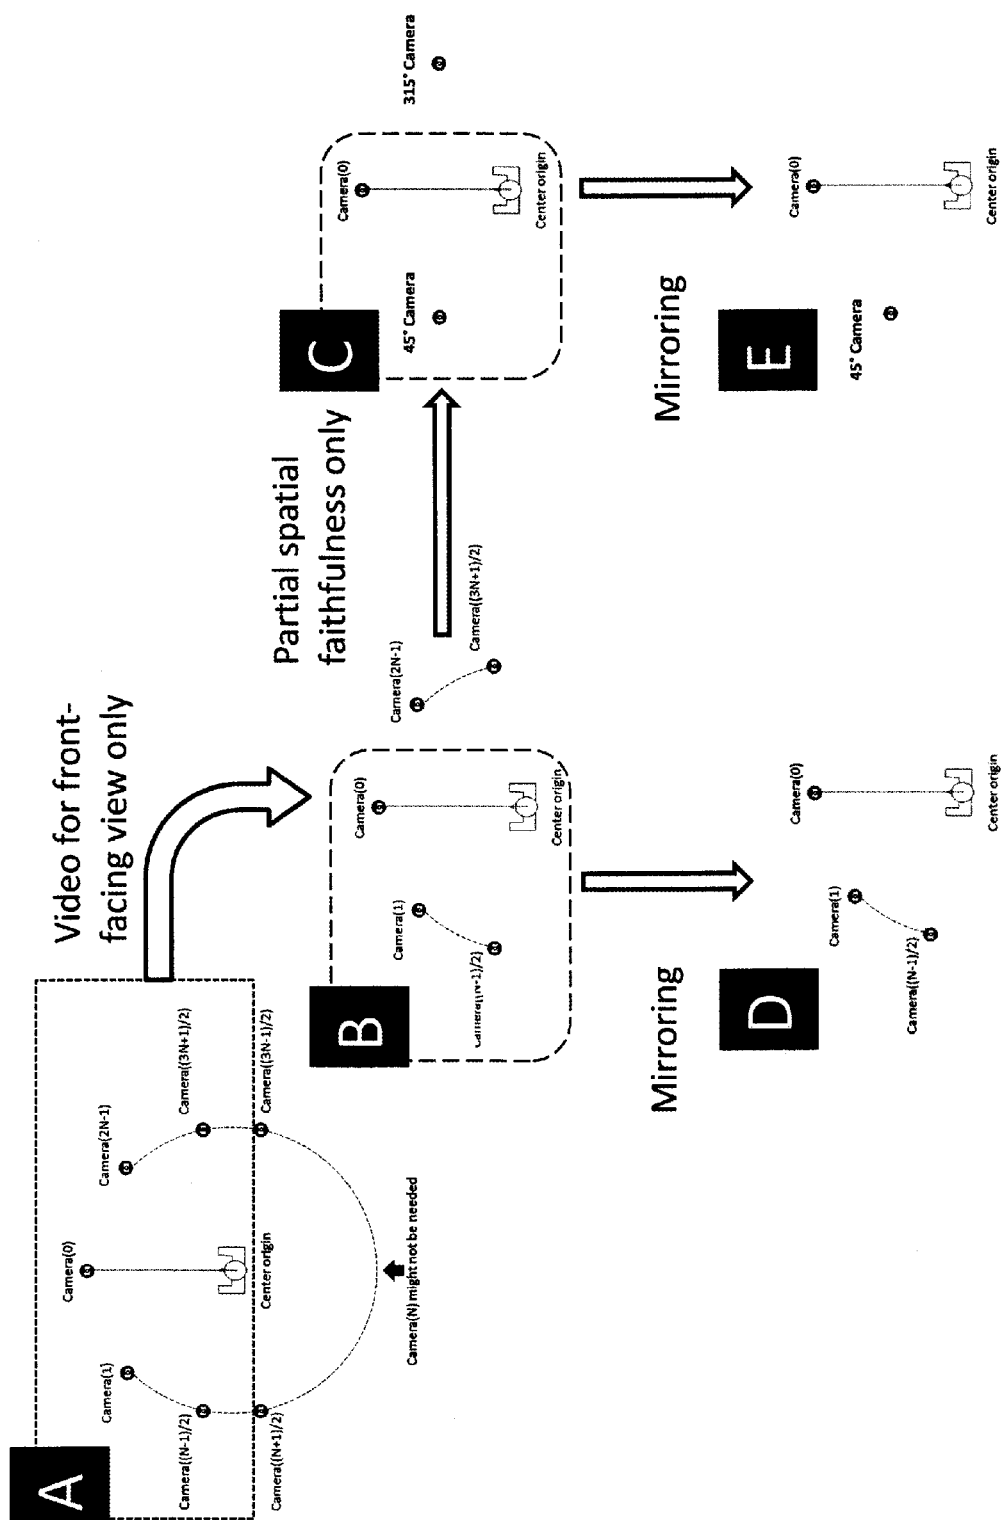 A
Camera(0)
Camera(1)
Camera(2N-1)
Camera((N-1)/2)
Camera((3N+1)/2)
Center origin
Camera((N+1)/2)
Camera((3N-1)/2)
Camera(N) might not be needed
Video for front-
facing view only
B
Camera(0)
Camera(1)
Camera((N-1)/2)
Center origin
Camera(2N-1)
Camera((3N+1)/2)
Partial spatial
faithfulness only
C
Camera(0)
45° Camera
315° Camera
Center origin
Mirroring
D
Camera(0)
Camera(1)
Camera((N-1)/2)
Center origin
Mirroring
E
Camera(0)
45° Camera
Center origin